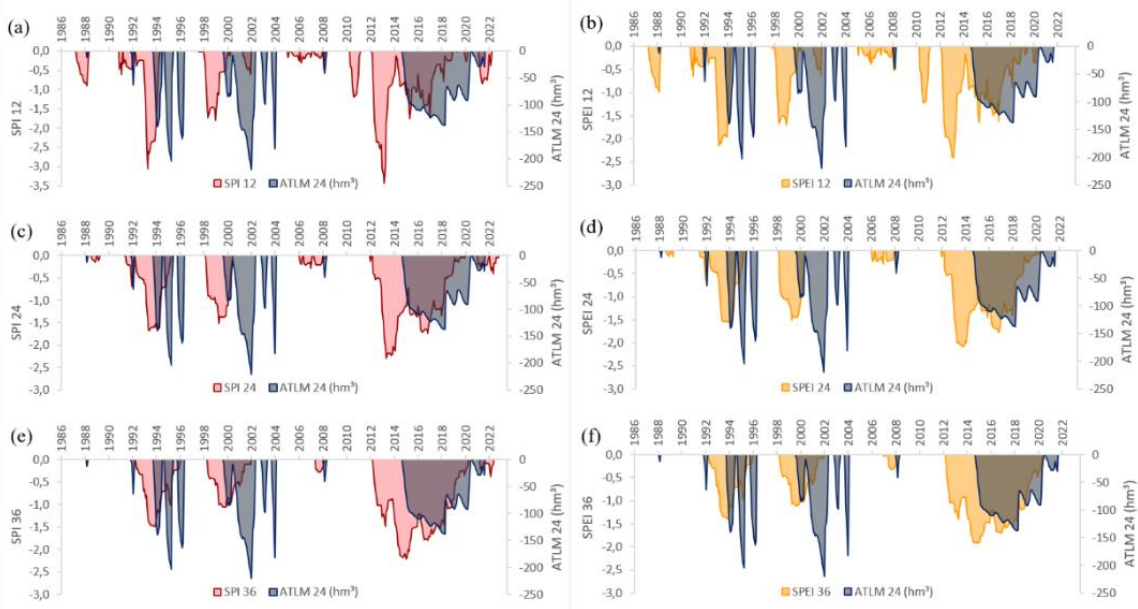 (a)
1986 1988 1990 1992 1994 1996 1998 2000 2002 2004 2006 2008 2010 2012 2014 2016 2018 2020 2022
0,0 -0,5 -1,0 -1,5 -2,0 -2,5 -3,0 -3,5
SPI 12
0 -50 -100 -150 -200 -250
ATLM 24 (hm³)
SPI 12 ATLM 24 (hm³)
(b)
1986 1988 1990 1992 1994 1996 1998 2000 2002 2004 2006 2008 2010 2012 2014 2016 2018 2020 2022
0,0 -0,5 -1,0 -1,5 -2,0 -2,5 -3,0
SPEI 12
0 -50 -100 -150 -200 -250
ATLM 24 (hm³)
SPEI 12 ATLM 24 (hm³)
(c)
1986 1988 1990 1992 1994 1996 1998 2000 2002 2004 2006 2008 2010 2012 2014 2016 2018 2020 2022
0,0 -0,5 -1,0 -1,5 -2,0 -2,5 -3,0
SPI 24
0 -50 -100 -150 -200 -250
ATLM 24 (hm³)
SPI 24 ATLM 24 (hm³)
(d)
1986 1988 1990 1992 1994 1996 1998 2000 2002 2004 2006 2008 2010 2012 2014 2016 2018 2020 2022
0,0 -0,5 -1,0 -1,5 -2,0 -2,5 -3,0
SPEI 24
0 -50 -100 -150 -200 -250
ATLM 24 (hm³)
SPEI 24 ATLM 24 (hm³)
(e)
1986 1988 1990 1992 1994 1996 1998 2000 2002 2004 2006 2008 2010 2012 2014 2016 2018 2020 2022
0,0 -0,5 -1,0 -1,5 -2,0 -2,5 -3,0
SPI 36
0 -50 -100 -150 -200 -250
ATLM 24 (hm³)
SPI 36 ATLM 24 (hm³)
(f)
1986 1988 1990 1992 1994 1996 1998 2000 2002 2004 2006 2008 2010 2012 2014 2016 2018 2020 2022
0,0 -0,5 -1,0 -1,5 -2,0 -2,5 -3,0
SPEI 36
0 -50 -100 -150 -200 -250
ATLM 24 (hm³)
SPEI 36 ATLM 24 (hm³)